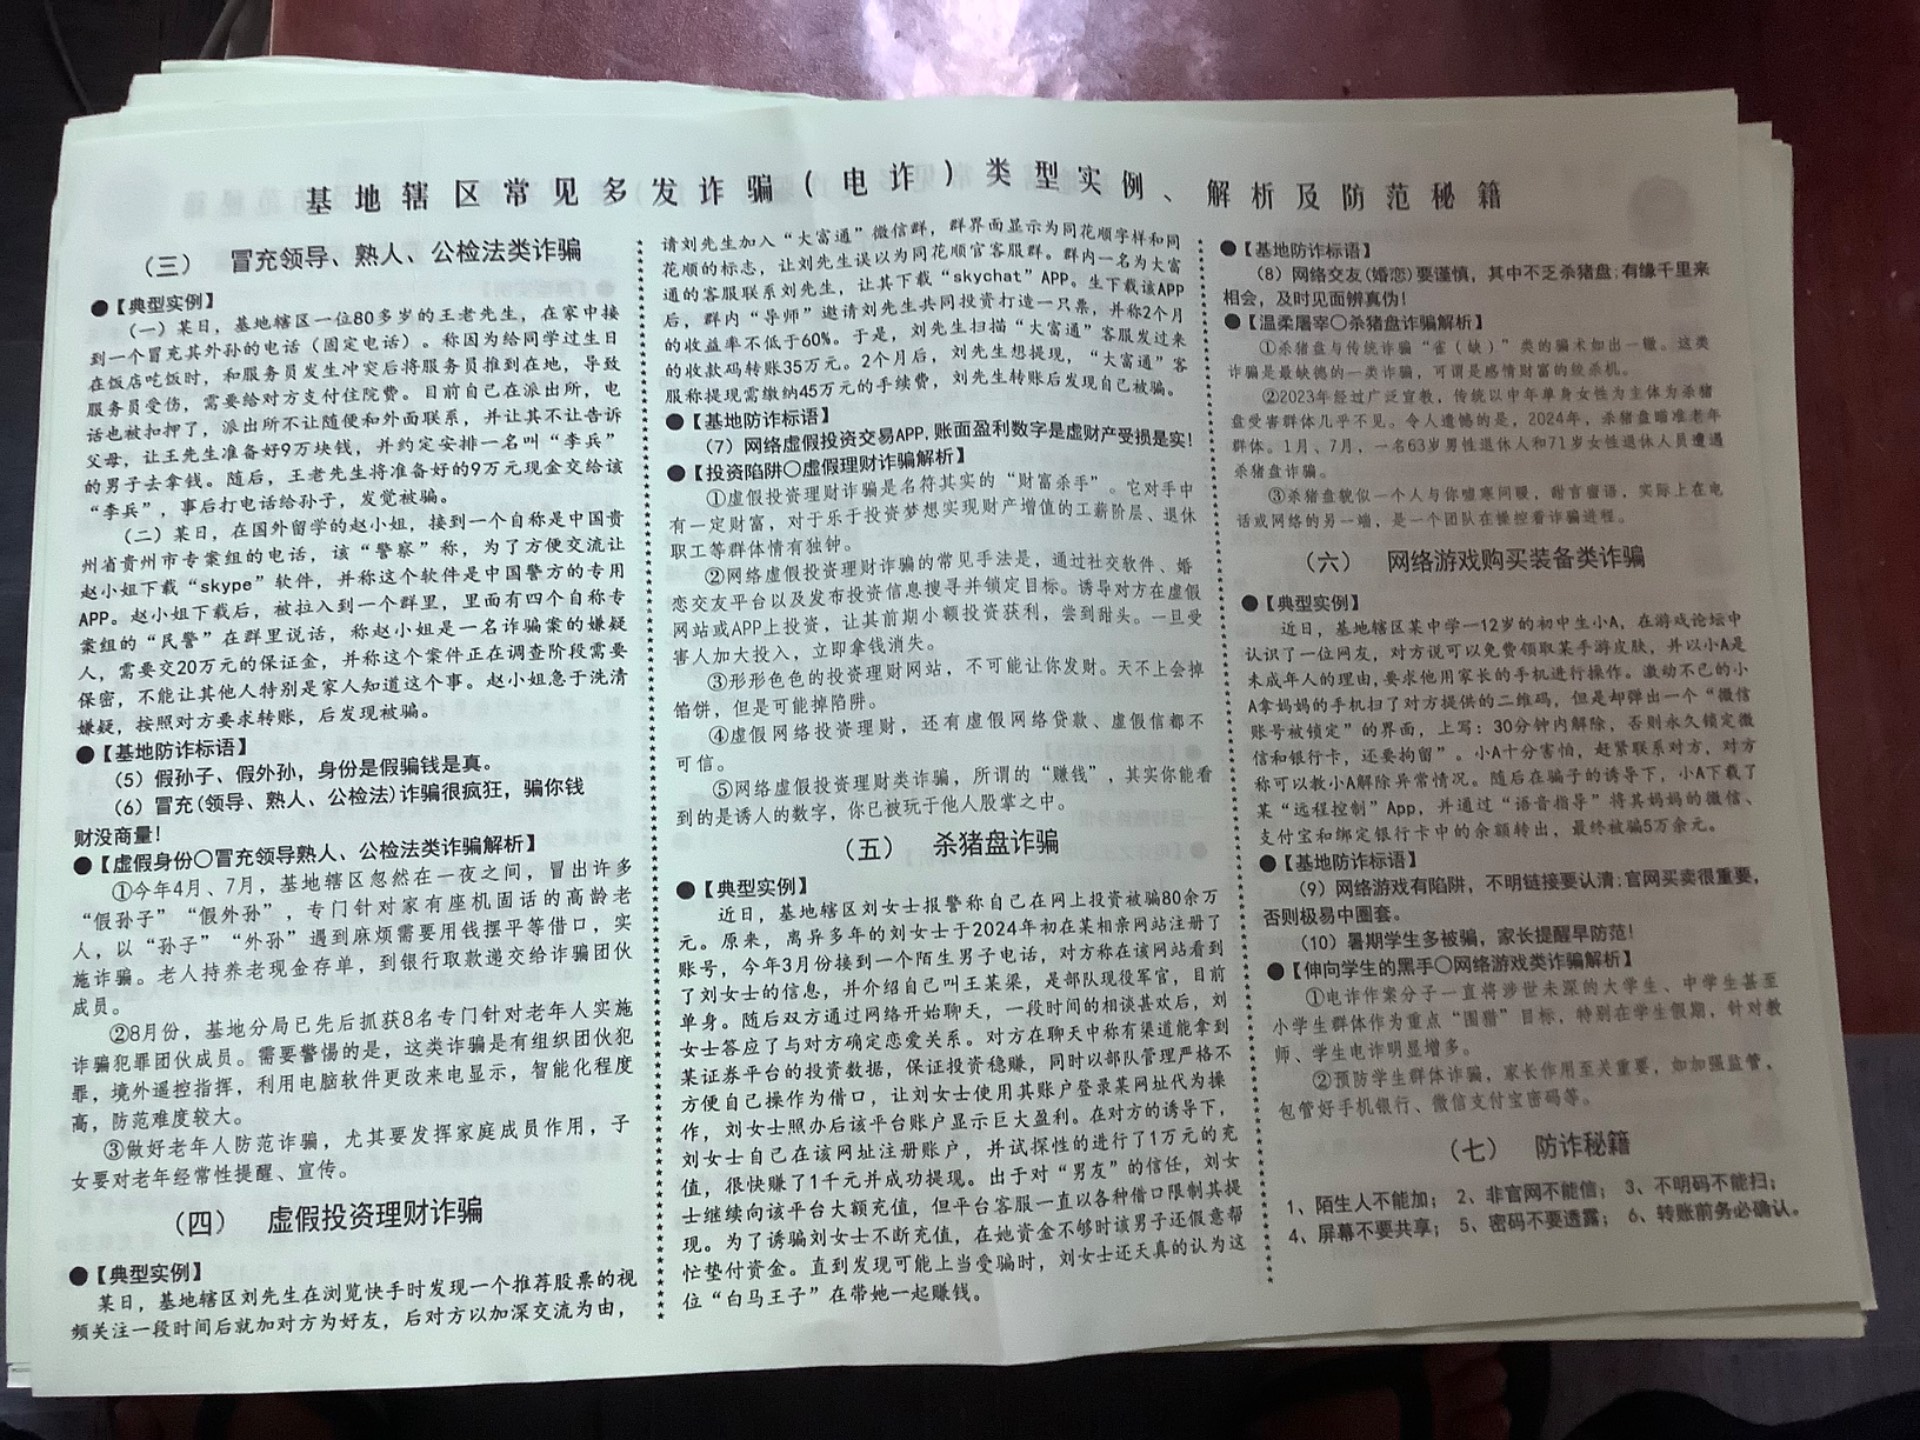 基地辖区常见多发诈骗(电诈)类型实例、解析及防范秘籍
(三) 冒充领导、熟人、公检法类诈骗
●【典型实例】
(一)某日,基地辖区一位80多岁的王老先生,在家中接
到一个冒充其外孙的电话(固定电话)。称因为给同学过生日
在饭店吃饭时,和服务员发生冲突后将服务员推到在地,导致
服务员受伤,需要给对方支付住院费。目前自己在派出所,电
话也被扣押了,派出所不让随便和外面联系,并让其不让告诉
父母,让王先生准备好9万块钱,并约定安排一名叫“李兵”
的男子去拿钱。随后,王老先生将准备好的9万元现金交给该
“李兵”,事后打电话给孙子,发觉被骗。
(二)某日,在国外留学的赵小姐,接到一个自称是中国贵
州省贵州市专案组的电话,该“警察”称,为了方便交流让
赵小姐下载“skype”软件,并称这个软件是中国警方的专用
APP。赵小姐下载后,被拉入到一个群里,里面有四个自称专
案组的“民警”在群里说话,称赵小姐是一名诈骗案的嫌疑
人,需要交20万元的保证金,并称这个案件正在调查阶段需要
保密,不能让其他人特别是家人知道这个事。赵小姐急于洗清
嫌疑,按照对方要求转账,后发现被骗。
●【基地防诈标语】
(5)假孙子、假外孙,身份是假骗钱是真。
(6)冒充(领导、熟人、公检法)诈骗很疯狂,骗你钱
财没商量!
●【虚假身份〇冒充领导熟人、公检法类诈骗解析】
①今年4月、7月,基地辖区忽然在一夜之间,冒出许多
“假孙子”“假外孙”,专门针对家有座机固话的高龄老
人,以“孙子”“外孙”遇到麻烦需要用钱摆平等借口,实
施诈骗。老人持养老现金存单,到银行取款递交给诈骗团伙
成员。
②8月份,基地分局已先后抓获8名专门针对老年人实施
诈骗犯罪团伙成员。需要警惕的是,这类诈骗是有组织团伙犯
罪,境外遥控指挥,利用电脑软件更改来电显示,智能化程度
高,防范难度较大。
③做好老年人防范诈骗,尤其要发挥家庭成员作用,子
女要对老年经常性提醒、宣传。
(四) 虚假投资理财诈骗
●【典型实例】
某日,基地辖区刘先生在浏览快手时发现一个推荐股票的视
频关注一段时间后就加对方为好友,后对方以加深交流为由,
请刘先生加入“大富通”微信群,群界面显示为同花顺字样和同
花顺的标志,让刘先生误以为同花顺官客服群。群内一名为大富
通的客服联系刘先生,让其下载“skychat”APP。生下载该APP
后,群内“导师”邀请刘先生共同投资打造一只票,并称2个月
的收益率不低于60%。于是,刘先生扫描“大富通”客服发过来
的收款码转账35万元。2个月后,刘先生想提现,“大富通”客
服称提现需缴纳45万元的手续费,刘先生转账后发现自己被骗。
●【基地防诈标语】
(7)网络虚假投资交易APP,账面盈利数字是虚财产受损是实!
●【投资陷阱〇虚假理财诈骗解析】
①虚假投资理财诈骗是名符其实的“财富杀手”。它对手中
有一定财富,对于乐于投资梦想实现财产增值的工薪阶层、退休
职工等群体情有独钟。
②网络虚假投资理财诈骗的常见手法是,通过社交软件、婚
恋交友平台以及发布投资信息搜寻并锁定目标。诱导对方在虚假
网站或APP上投资,让其前期小额投资获利,尝到甜头。一旦受
害人加大投入,立即拿钱消失。
③形形色色的投资理财网站,不可能让你发财。天不上会掉
馅饼,但是可能掉陷阱。
④虚假网络投资理财,还有虚假网络贷款、虚假信都不
可信。
⑤网络虚假投资理财类诈骗,所谓的“赚钱”,其实你能看
到的是诱人的数字,你已被玩于他人股掌之中。
(五) 杀猪盘诈骗
●【典型实例】
近日,基地辖区刘女士报警称自己在网上投资被骗80余万
元。原来,离异多年的刘女士于2024年初在某相亲网站注册了
账号,今年3月份接到一个陌生男子电话,对方称在该网站看到
了刘女士的信息,并介绍自己叫王某梁,是部队现役军官,目前
单身。随后双方通过网络开始聊天,一段时间的相谈甚欢后,刘
女士答应了与对方确定恋爱关系。对方在聊天中称有渠道能拿到
某证券平台的投资数据,保证投资稳赚,同时以部队管理严格不
方便自己操作为借口,让刘女士使用其账户登录某网址代为操
作,刘女士照办后该平台账户显示巨大盈利。在对方的诱导下,
刘女士自己在该网址注册账户,并试探性的进行了1万元的充
值,很快赚了1千元并成功提现。出于对“男友”的信任,刘女
士继续向该平台大额充值,但平台客服一直以各种借口限制其提
现。为了诱骗刘女士不断充值,在她资金不够时该男子还假意帮
忙垫付资金。直到发现可能上当受骗时,刘女士还天真的认为这
位“白马王子”在带她一起赚钱。
●【基地防诈标语】
(8)网络交友(婚恋)要谨慎,其中不乏杀猪盘;有缘千里来
相会,及时见面辨真伪!
●【温柔屠宰〇杀猪盘诈骗解析】
①杀猪盘与传统诈骗“雀(缺)”类的骗术如出一辙。这类
诈骗是最缺德的一类诈骗,可谓是感情财富的绞杀机。
②2023年经过广泛宣教,传统以中年单身女性为主体为杀猪
盘受害群体几乎不见。令人遗憾的是,2024年,杀猪盘瞄准老年
群体。1月、7月,一名63岁男性退休人和71岁女性退休人员遭遇
杀猪盘诈骗。
③杀猪盘貌似一个人与你嘘寒问暖,甜言蜜语,实际上在电
话或网络的另一端,是一个团队在操控着诈骗进程。
(六) 网络游戏购买装备类诈骗
●【典型实例】
近日,基地辖区某中学一12岁的初中生小A,在游戏论坛中
认识了一位网友,对方说可以免费领取某手游皮肤,并以小A是
未成年人的理由,要求他用家长的手机进行操作。激动不已的小
A拿妈妈的手机扫了对方提供的二维码,但是却弹出一个“微信
账号被锁定”的界面,上写:30分钟内解除,否则永久锁定微
信和银行卡,还要拘留”。小A十分害怕,赶紧联系对方,对方
称可以教小A解除异常情况。随后在骗子的诱导下,小A下载了
某“远程控制”App,并通过“语音指导”将其妈妈的微信、
支付宝和绑定银行卡中的余额转出,最终被骗5万余元。
●【基地防诈标语】
(9)网络游戏有陷阱,不明链接要认清;官网买卖很重要,
否则极易中圈套。
(10)暑期学生多被骗,家长提醒早防范!
●【伸向学生的黑手〇网络游戏类诈骗解析】
①电诈作案分子一直将涉世未深的大学生、中学生甚至
小学生群体作为重点“围猎”目标,特别在学生假期,针对教
师、学生电诈明显增多。
②预防学生群体诈骗,家长作用至关重要,如加强监管,
包管好手机银行、微信支付宝密码等。
(七) 防诈秘籍
1、陌生人不能加; 2、非官网不能信; 3、不明码不能扫;
4、屏幕不要共享; 5、密码不要透露; 6、转账前务必确认。